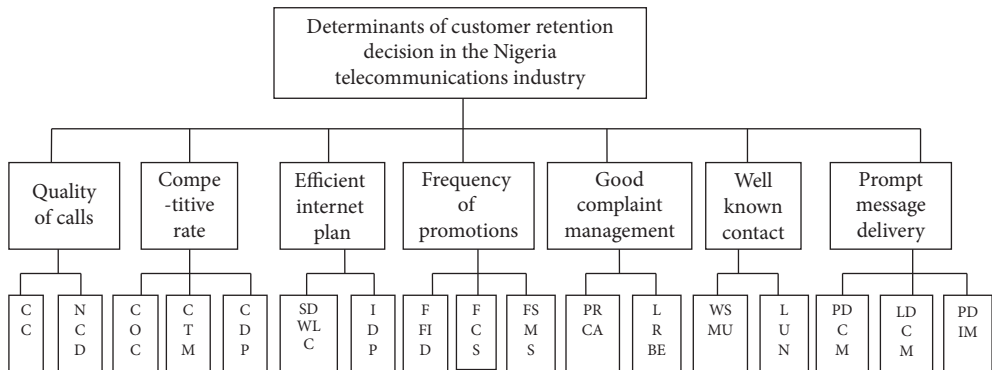 Determinants of customer retention
decision in the Nigeria
telecommunications industry
Quality
of calls
Compe
-titive
rate
Efficient
internet
plan
Frequency
of
promotions
Good
complaint
management
Well
known
contact
Prompt
message
delivery
C
C
N
C
D
C
O
C
C
T
M
C
D
P
SD
WL
C
I
D
P
F
FI
D
F
C
S
FS
M
S
PR
CA
L
R
BE
WS
MU
L
U
N
PD
C
M
LD
C
M
PD
IM